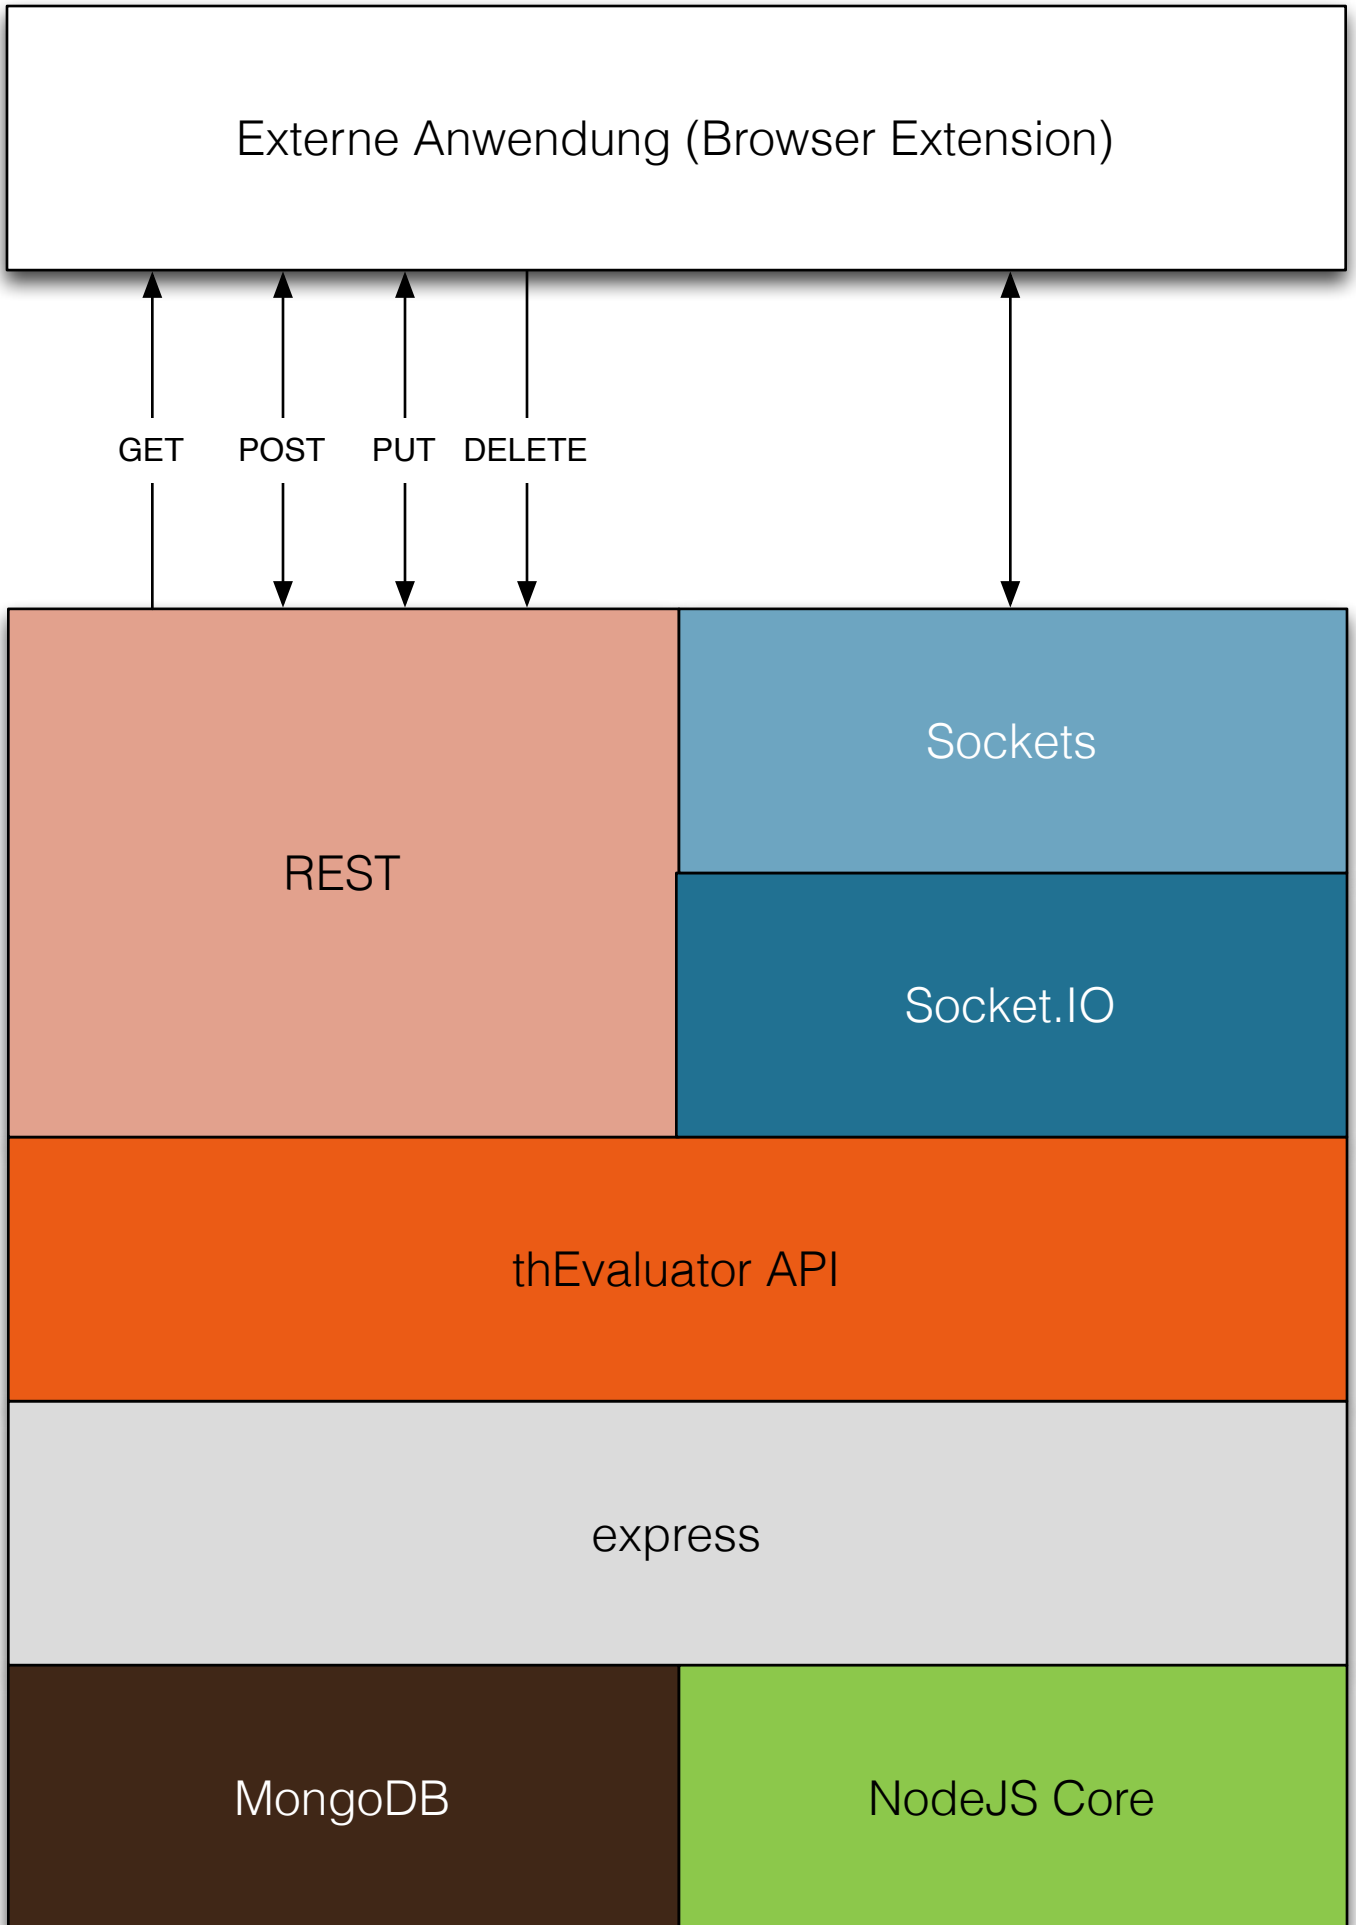 Externe Anwendung (Browser Extension)
GET POST PUT DELETE
Sockets
REST
Socket.IO
thEvaluator API
express
MongoDB NodeJS Core